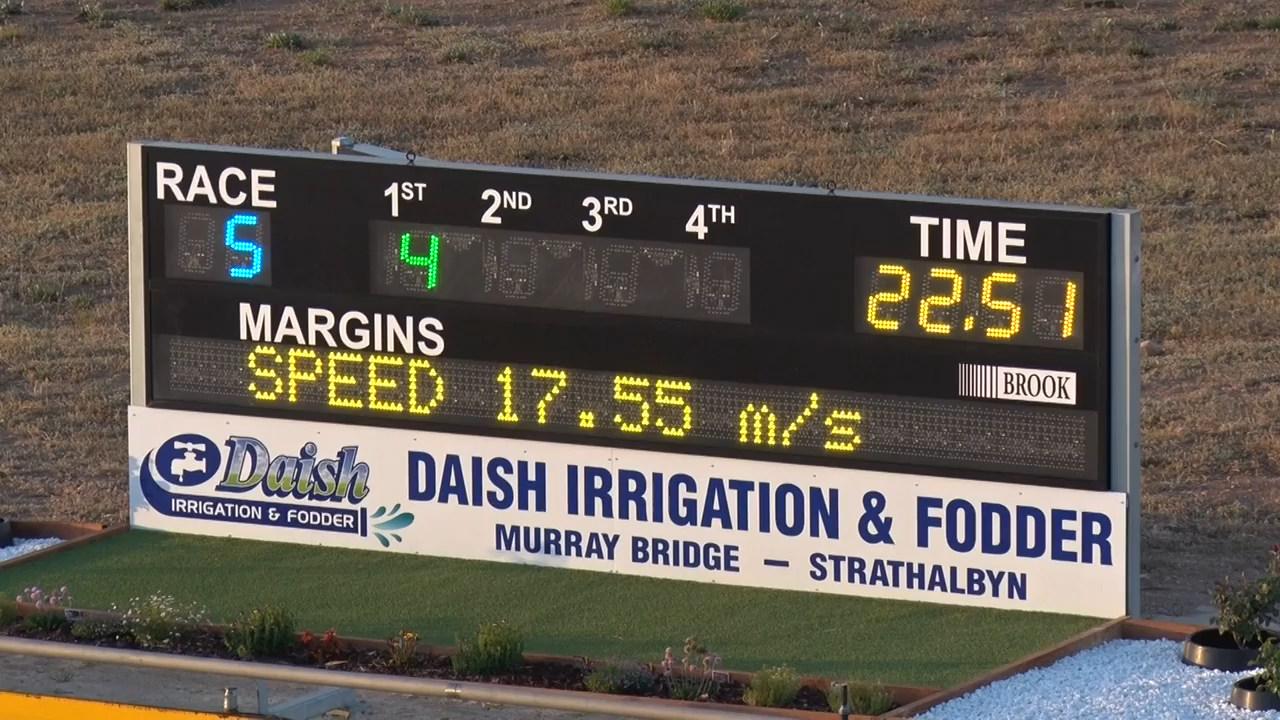 RACE 1ST 2ND 3RD 4TH TIME
5 4 22.51
MARGINS
BROOK
SPEED 17.55 m/s
Daish
IRRIGATION & FODDER
DAISH IRRIGATION & FODDER
MURRAY BRIDGE – STRATHALBYN